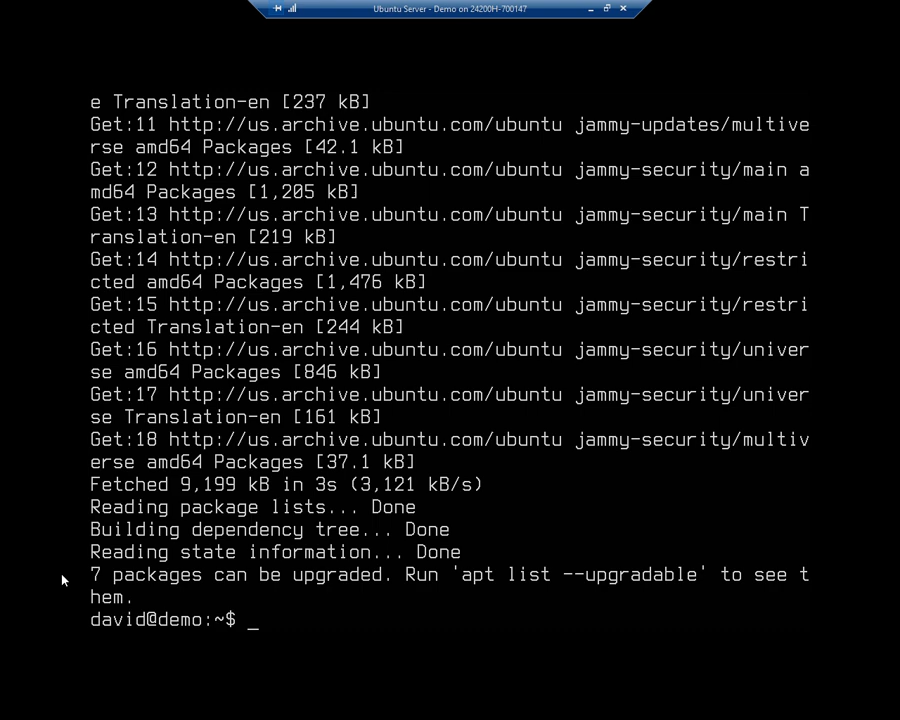 Ubuntu Server - Demo on 24200H-700147
e Translation-en [237 kB]
Get:11 http://us.archive.ubuntu.com/ubuntu jammy-updates/multive
rse amd64 Packages [42.1 kB]
Get:12 http://us.archive.ubuntu.com/ubuntu jammy-security/main a
md64 Packages [1,205 kB]
Get:13 http://us.archive.ubuntu.com/ubuntu jammy-security/main T
ranslation-en [219 kB]
Get:14 http://us.archive.ubuntu.com/ubuntu jammy-security/restri
cted amd64 Packages [1,476 kB]
Get:15 http://us.archive.ubuntu.com/ubuntu jammy-security/restri
cted Translation-en [244 kB]
Get:16 http://us.archive.ubuntu.com/ubuntu jammy-security/univer
se amd64 Packages [846 kB]
Get:17 http://us.archive.ubuntu.com/ubuntu jammy-security/univer
se Translation-en [161 kB]
Get:18 http://us.archive.ubuntu.com/ubuntu jammy-security/multiv
erse amd64 Packages [37.1 kB]
Fetched 9,199 kB in 3s (3,121 kB/s)
Reading package lists... Done
Building dependency tree... Done
Reading state information... Done
7 packages can be upgraded. Run 'apt list --upgradable' to see t
hem.
david@demo:~$ _